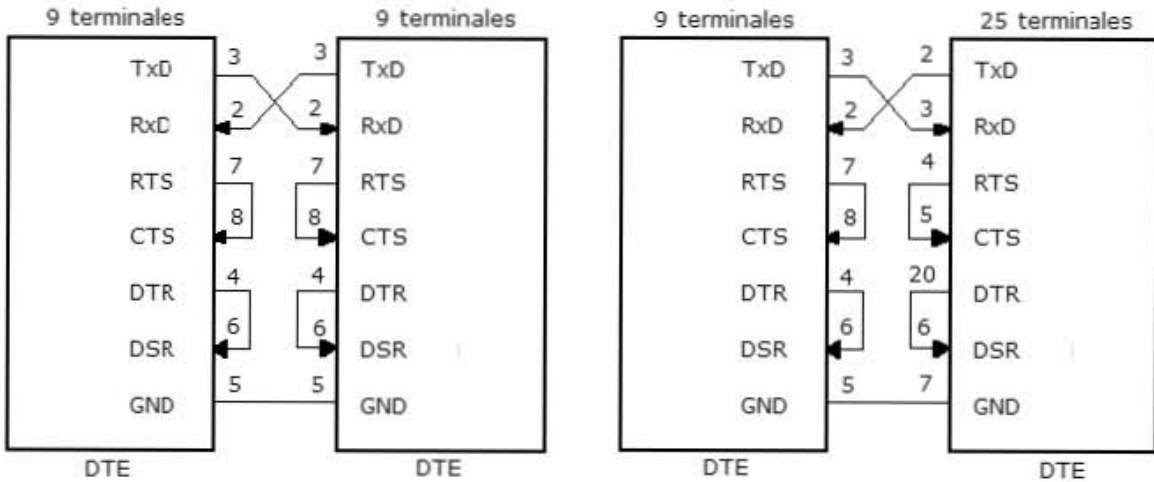 9 terminales 9 terminales 9 terminales 25 terminales
TxD 3 3 TxD TxD 3 2 TxD
RxD 2 2 RxD RxD 2 3 RxD
RTS 7 7 RTS RTS 7 4 RTS
CTS 8 8 CTS CTS 8 5 CTS
DTR 4 4 DTR DTR 4 20 DTR
DSR 6 6 DSR DSR 6 6 DSR
GND 5 5 GND GND 5 7 GND
DTE DTE DTE DTE